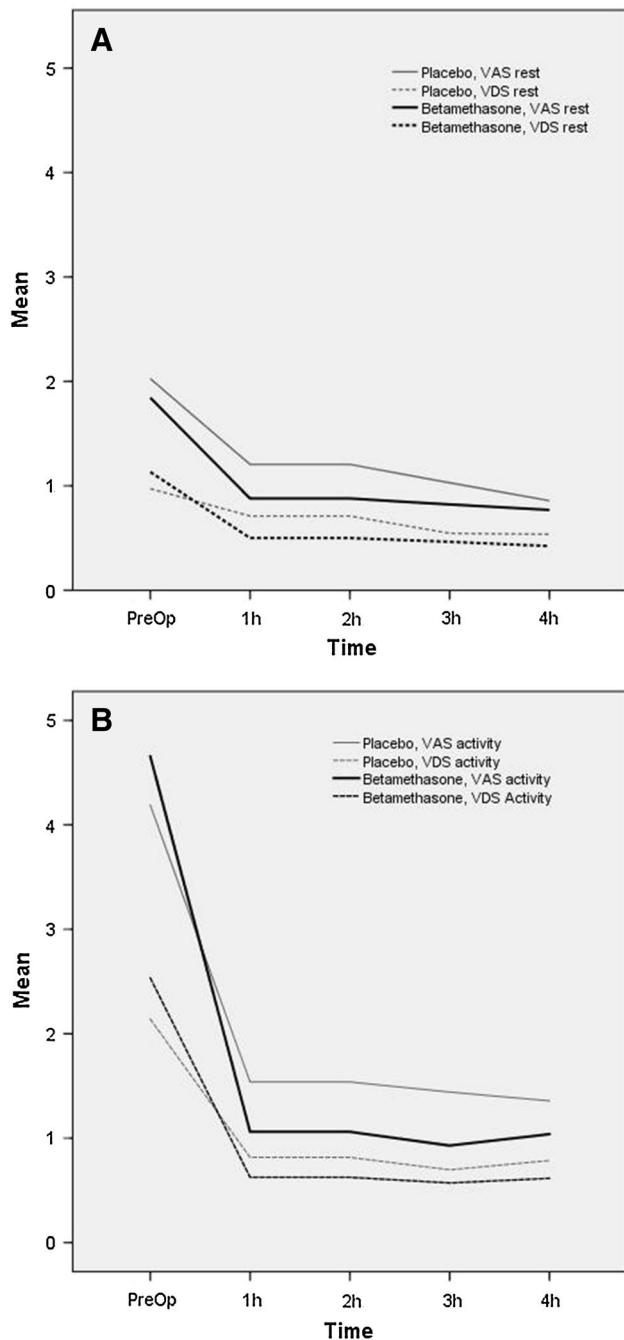 A
Placebo, VAS rest
Placebo, VDS rest
Betamethasone, VAS rest
Betamethasone, VDS rest
5
4
3
2
1
0
Mean
PreOp 1h 2h 3h 4h
Time
B
Placebo, VAS activity
Placebo, VDS activity
Betamethasone, VAS activity
Betamethasone, VDS Activity
5
4
3
2
1
0
Mean
PreOp 1h 2h 3h 4h
Time